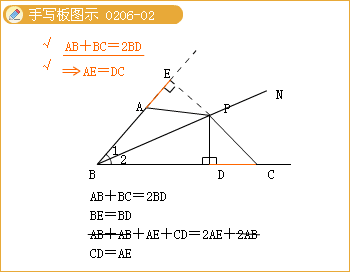 手写板图示 0206-02
√ AB+BC=2BD
√ ⇒AE=DC
E
A
P
N
1
2
B
D
C
AB+BC=2BD
BE=BD
AB+AB+AE+CD=2AE+2AB
CD=AE